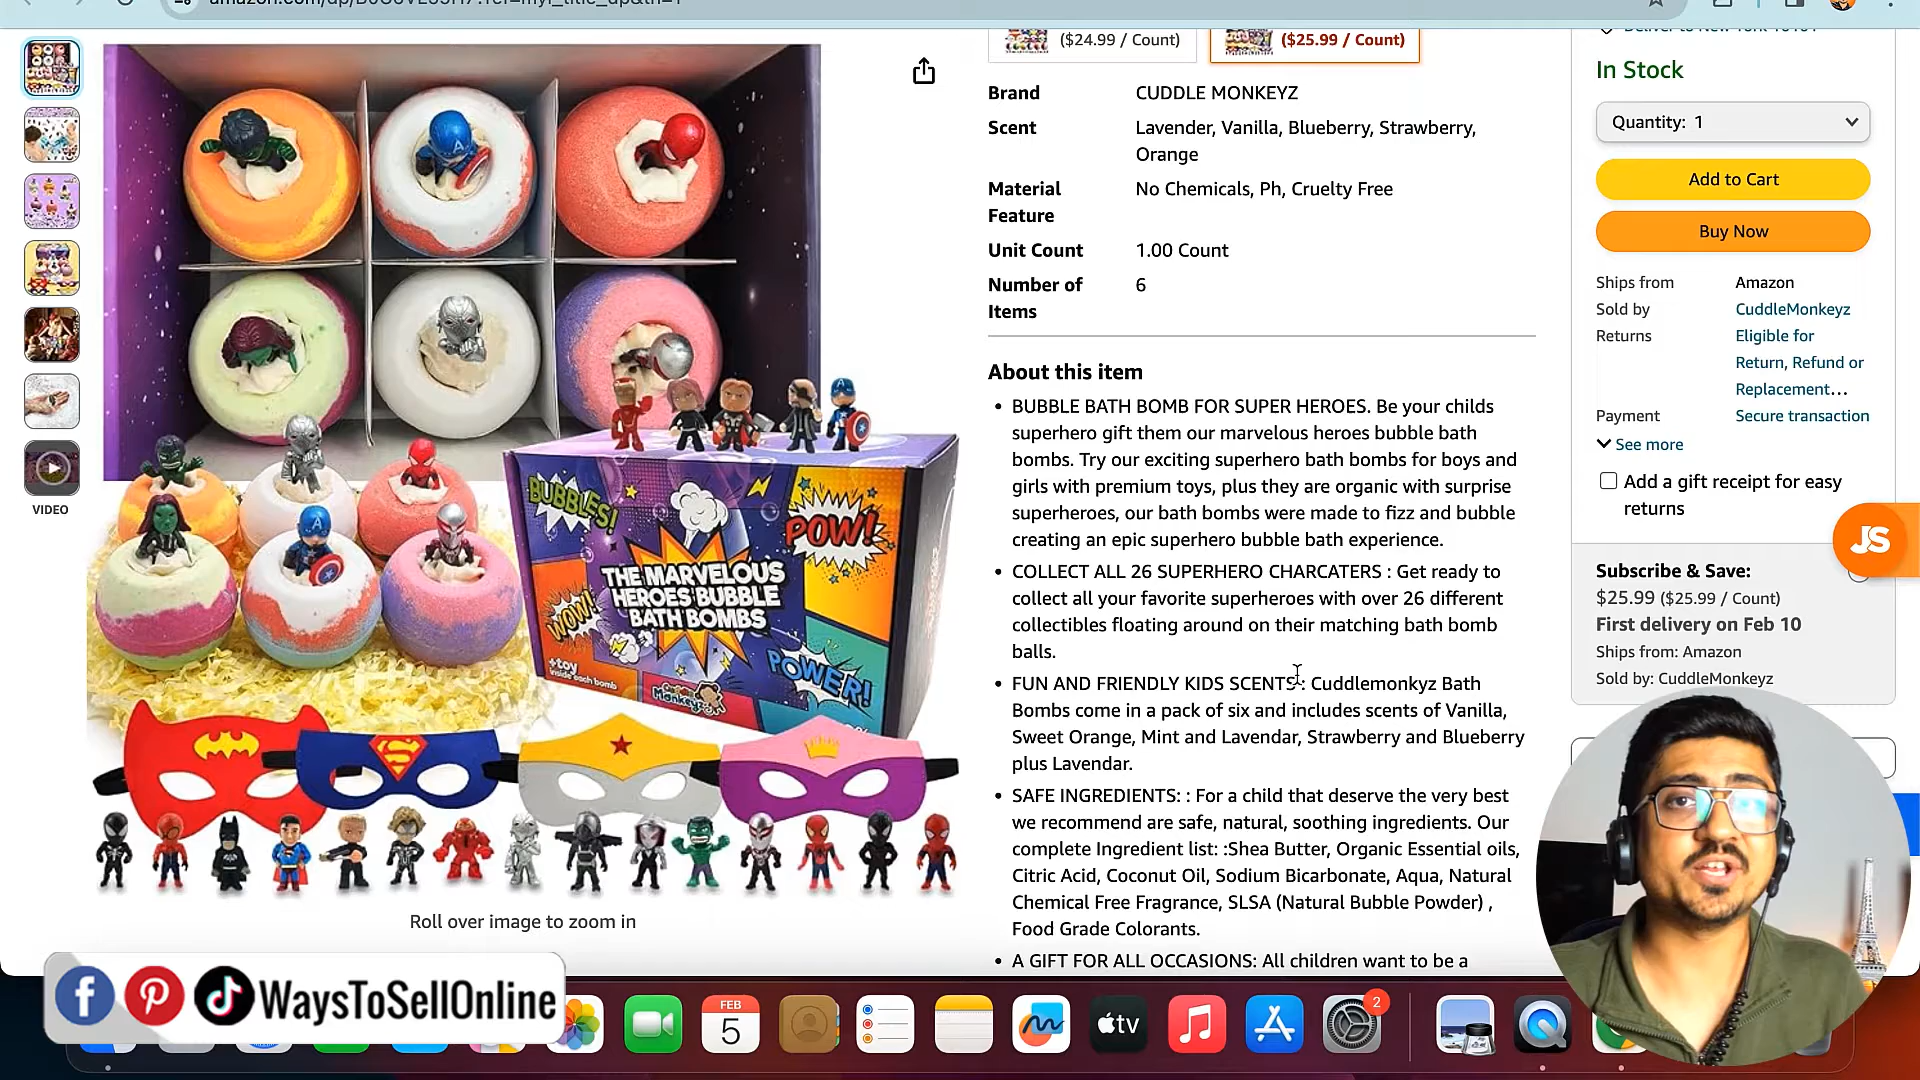 ($24.99 / Count)
($25.99 / Count)
In Stock
Quantity: 1
Add to Cart
Buy Now
Ships from Amazon
Sold by CuddleMonkeyz
Returns Eligible for
Return, Refund or
Replacement…
Payment Secure transaction
See more
Add a gift receipt for easy
returns
JS
Subscribe & Save:
$25.99 ($25.99 / Count)
First delivery on Feb 10
Ships from: Amazon
Sold by: CuddleMonkeyz
Brand CUDDLE MONKEYZ
Scent Lavender, Vanilla, Blueberry, Strawberry,
Orange
Material No Chemicals, Ph, Cruelty Free
Feature
Unit Count 1.00 Count
Number of 6
Items
About this item
BUBBLE BATH BOMB FOR SUPER HEROES. Be your childs
superhero gift them our marvelous heroes bubble bath
bombs. Try our exciting superhero bath bombs for boys and
girls with premium toys, plus they are organic with surprise
superheroes, our bath bombs were made to fizz and bubble
creating an epic superhero bubble bath experience.
COLLECT ALL 26 SUPERHERO CHARCATERS : Get ready to
collect all your favorite superheroes with over 26 different
collectibles floating around on their matching bath bomb
balls.
FUN AND FRIENDLY KIDS SCENTS : Cuddlemonkyz Bath
Bombs come in a pack of six and includes scents of Vanilla,
Sweet Orange, Mint and Lavendar, Strawberry and Blueberry
plus Lavendar.
SAFE INGREDIENTS: : For a child that deserve the very best
we recommend are safe, natural, soothing ingredients. Our
complete Ingredient list: :Shea Butter, Organic Essential oils,
Citric Acid, Coconut Oil, Sodium Bicarbonate, Aqua, Natural
Chemical Free Fragrance, SLSA (Natural Bubble Powder) ,
Food Grade Colorants.
A GIFT FOR ALL OCCASIONS: All children want to be a
VIDEO
BUBBLES!
POW!
THE MARVELOUS
HEROES BUBBLE
BATH BOMBS
WOW!
POWER!
+toy
inside each bomb
Cuddle
Monkeyz
Roll over image to zoom in
WaysToSellOnline
FEB
5
tv
2